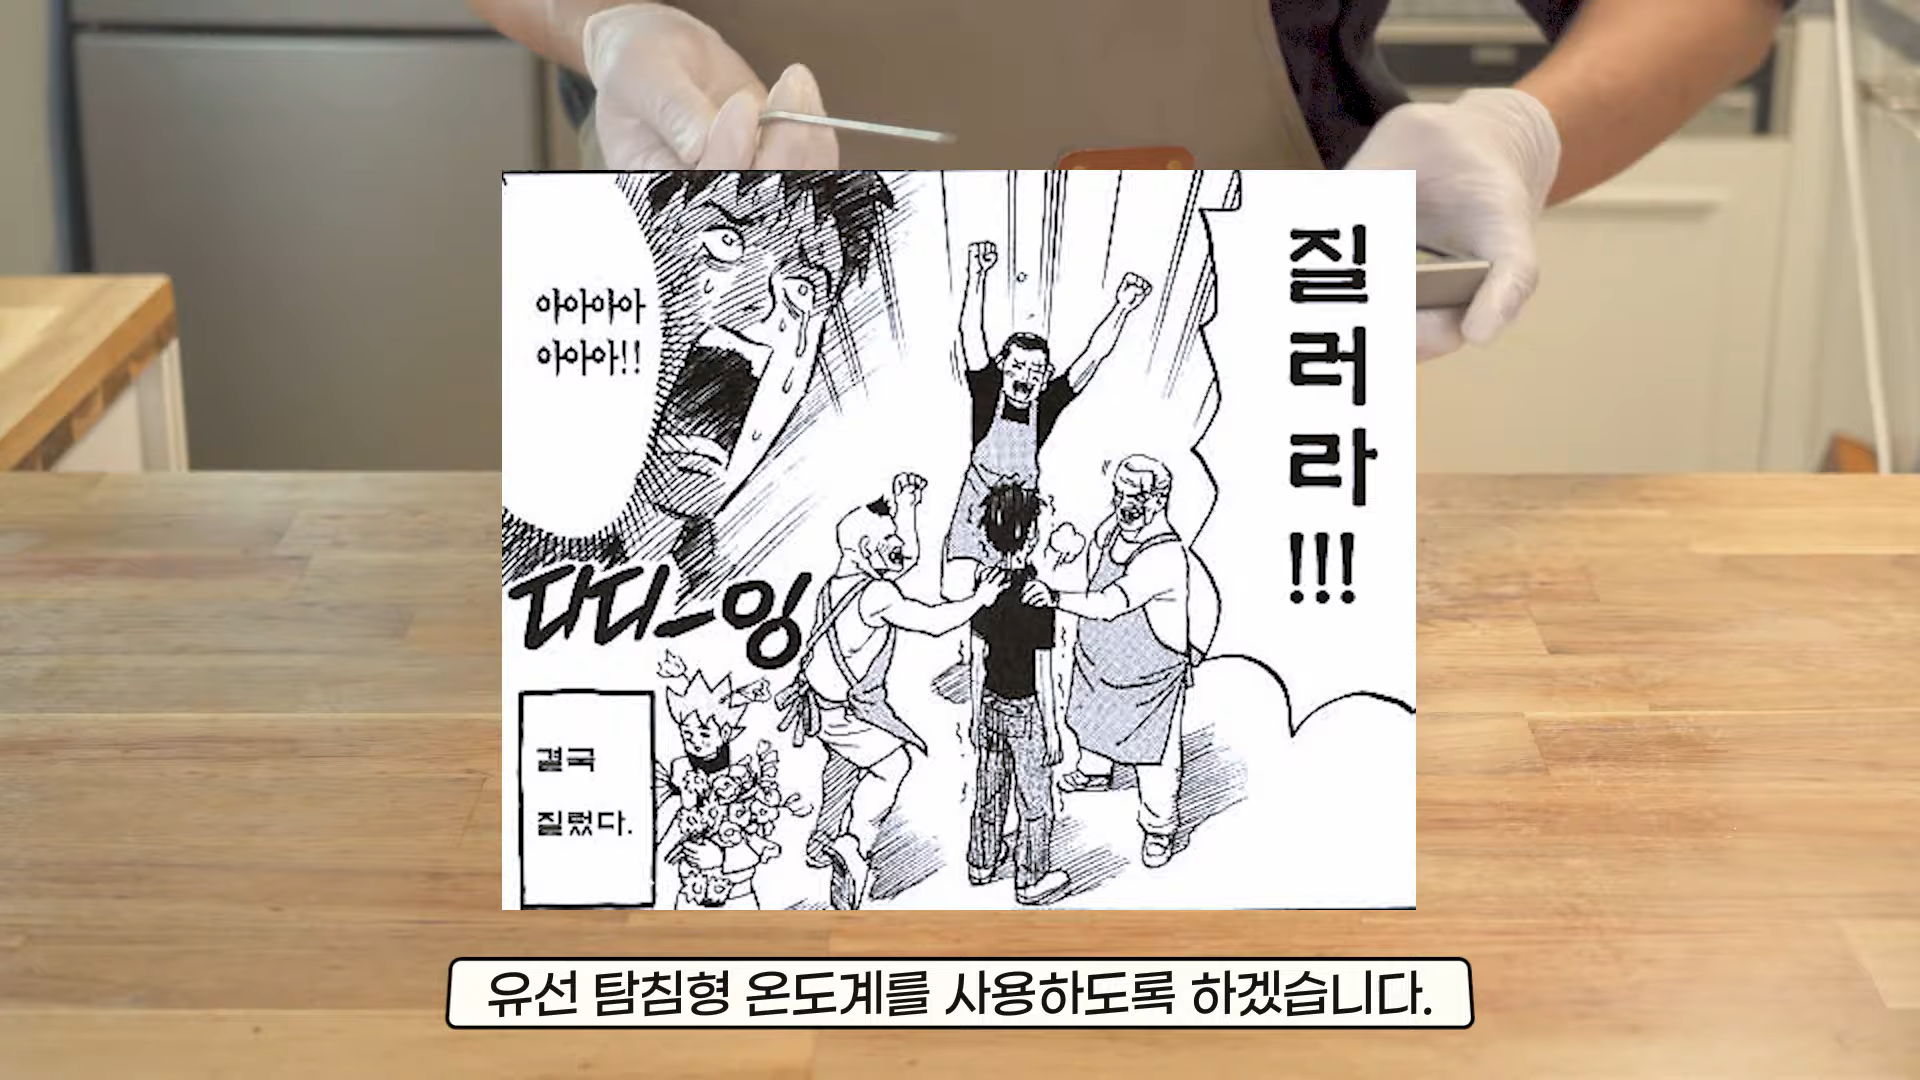 아아아아
아아아!!
질
러
라
!!!
다디-잉
결국
질렀다.
유선 탐침형 온도계를 사용하도록 하겠습니다.